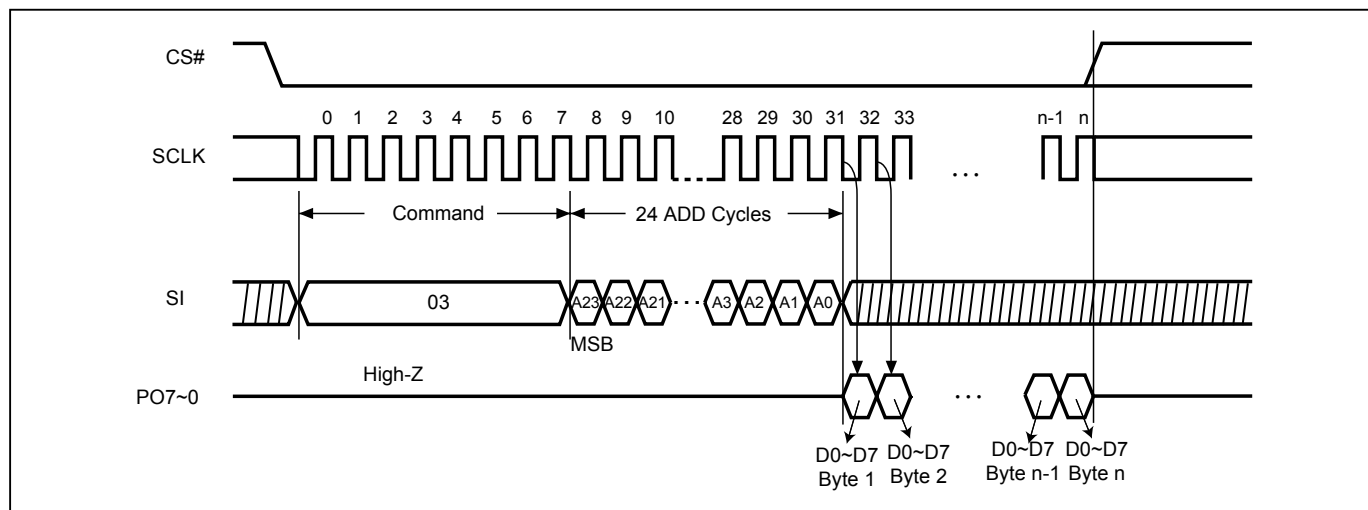 CS#
0 1 2 3 4 5 6 7 8 9 10 28 29 30 31 32 33 n-1 n
SCLK
...
Command 24 ADD Cycles
SI
03 A23 A22 A21 A3 A2 A1 A0
MSB
High-Z
PO7~0
...
D0~D7 D0~D7 D0~D7 D0~D7
Byte 1 Byte 2 Byte n-1 Byte n